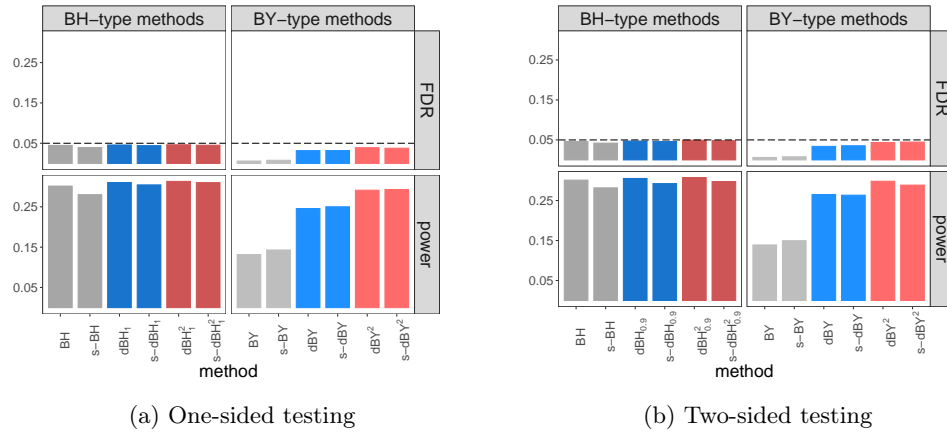 BH−type methods BY−type methods
0.25
0.15
0.05
FDR
0.25
0.15
0.05
power
BH s−BH dBH₁ s−dBH₁ dBH²₁ s−dBH²₁ BY s−BY dBY s−dBY dBY² s−dBY²
method
(a) One-sided testing
BH−type methods BY−type methods
0.25
0.15
0.05
FDR
0.25
0.15
0.05
power
BH s−BH dBH₀.₉ s−dBH₀.₉ dBH²₀.₉ s−dBH²₀.₉ BY s−BY dBY s−dBY dBY² s−dBY²
method
(b) Two-sided testing